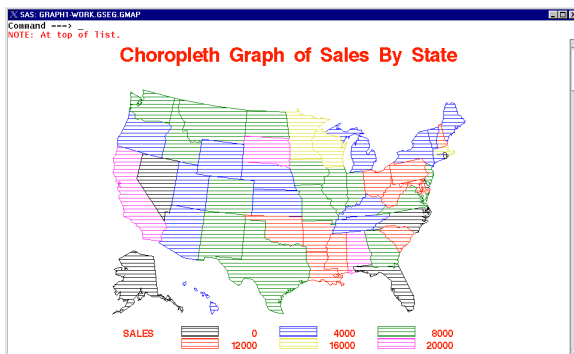 SAS: GRAPH1-WORK.GSEG.GMAP
Command ---> _
NOTE: At top of list.
Choropleth Graph of Sales By State
SALES 0 4000 8000
12000 16000 20000